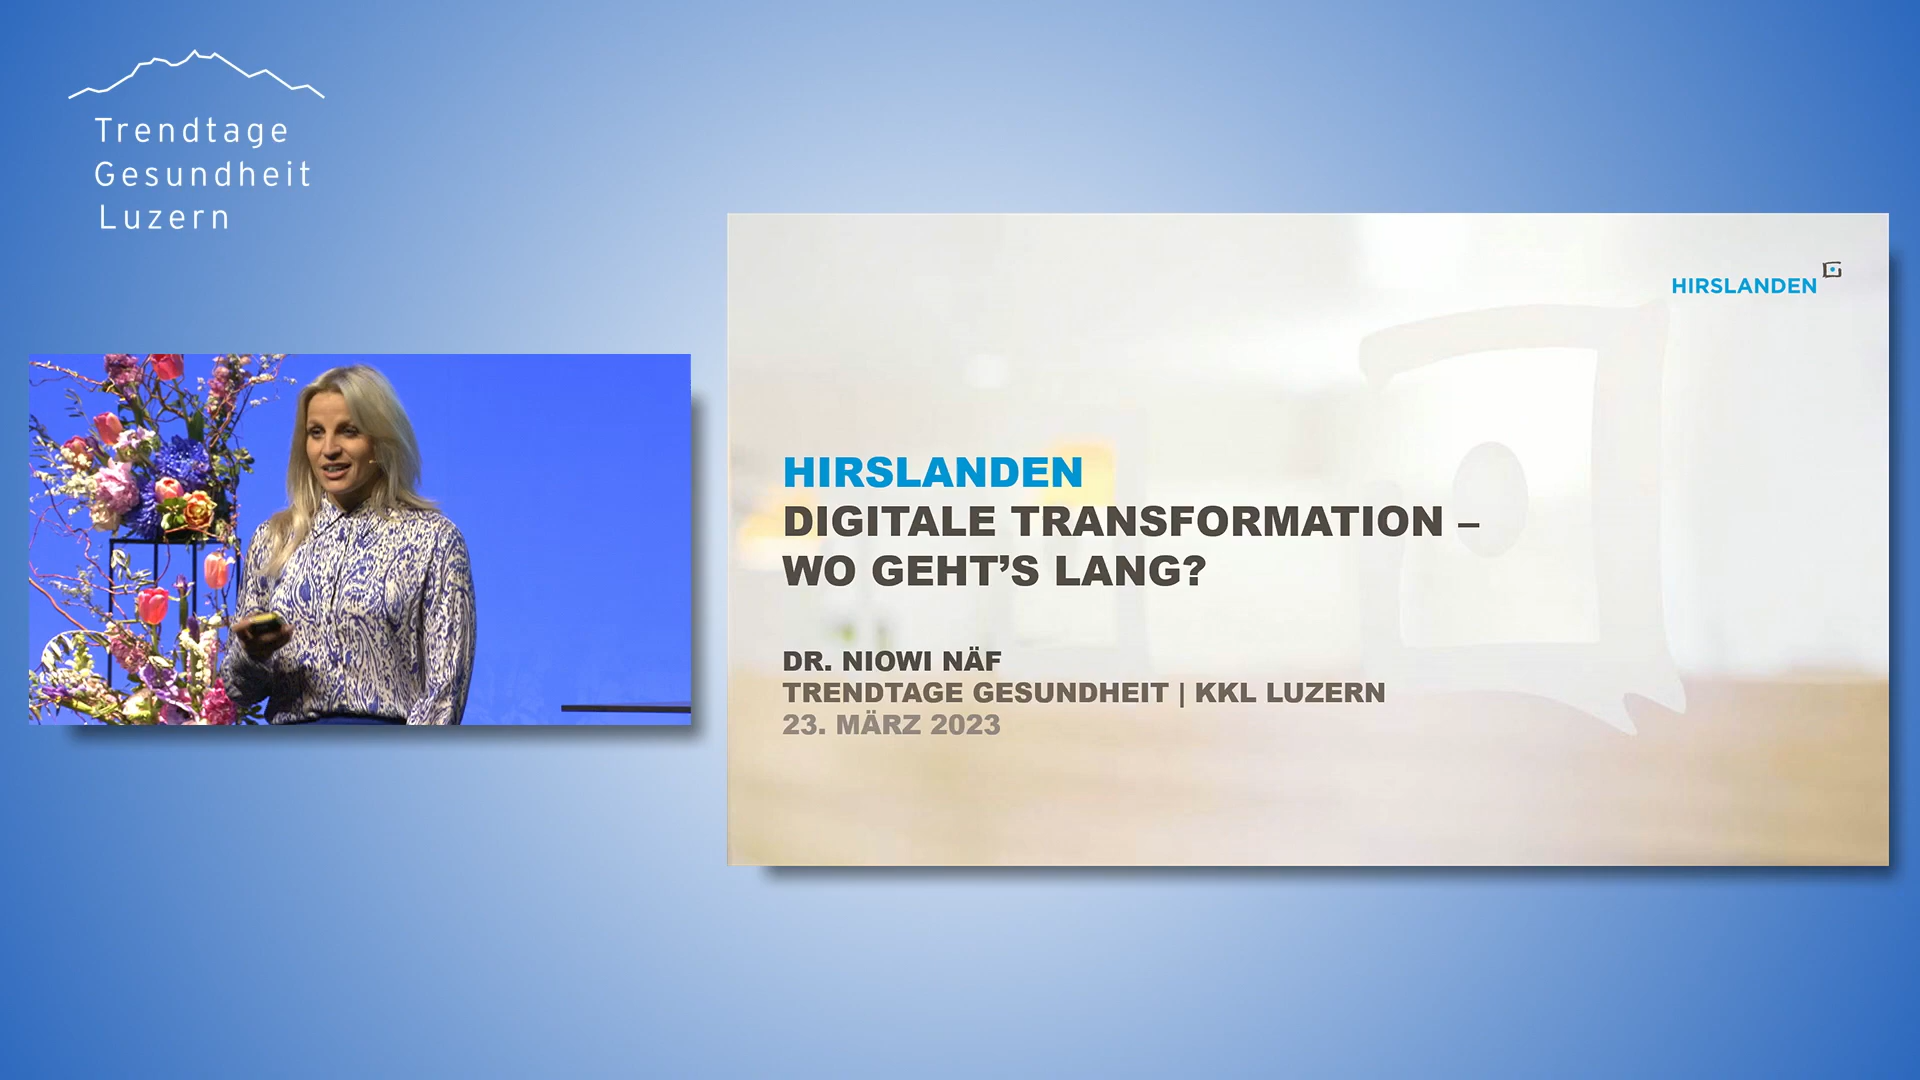 Trendtage
Gesundheit
Luzern
HIRSLANDEN
HIRSLANDEN
DIGITALE TRANSFORMATION –
WO GEHT’S LANG?
DR. NIOWI NÄF
TRENDTAGE GESUNDHEIT | KKL LUZERN
23. MÄRZ 2023